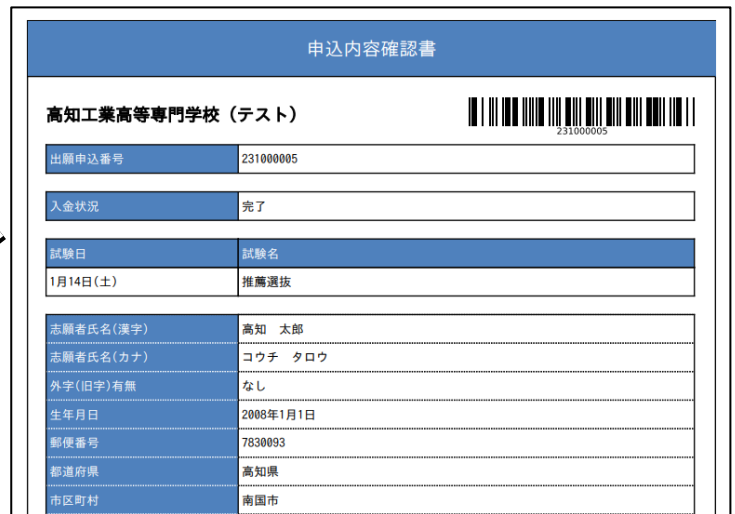 申込内容確認書
高知工業高等専門学校（テスト）
231000005
出願申込番号 231000005
入金状況 完了
試験日 試験名
1月14日(土) 推薦選抜
志願者氏名(漢字) 高知　太郎
志願者氏名(カナ) コウチ　タロウ
外字(旧字)有無 なし
生年月日 2008年1月1日
郵便番号 7830093
都道府県 高知県
市区町村 南国市